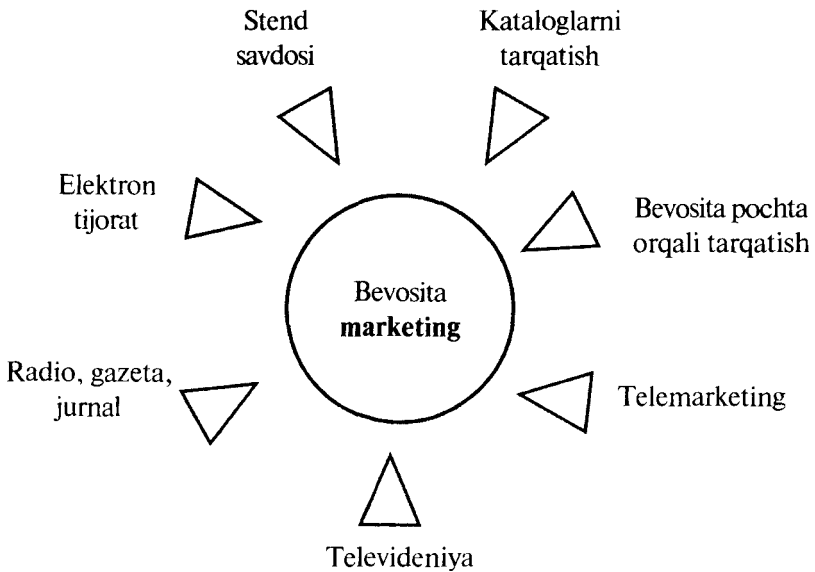 Stend
savdosi
Kataloglarni
tarqatish
Elektron
tijorat
Bevosita pochta
orqali tarqatish
Bevosita
marketing
Radio, gazeta,
jurnal
Telemarketing
Televideniya